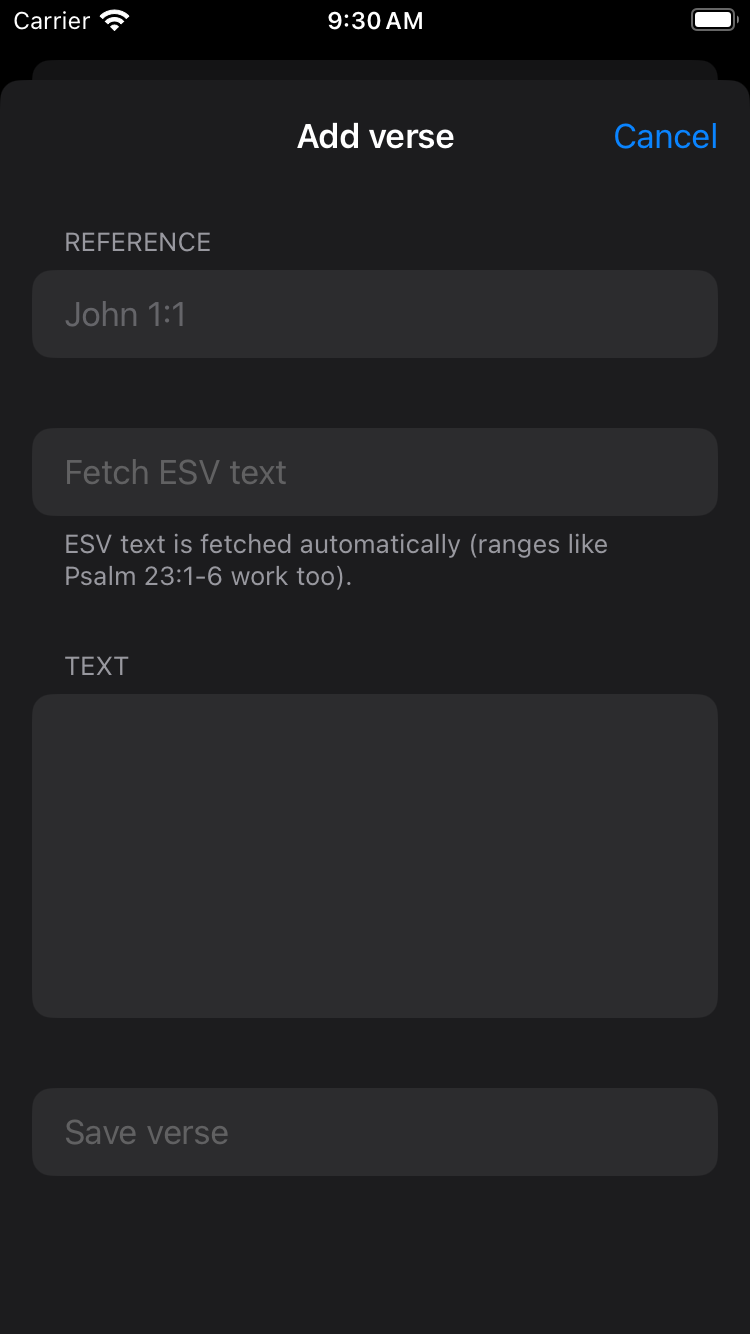 Carrier 9:30 AM
Add verse Cancel
REFERENCE
John 1:1
Fetch ESV text
ESV text is fetched automatically (ranges like
Psalm 23:1-6 work too).
TEXT
Save verse